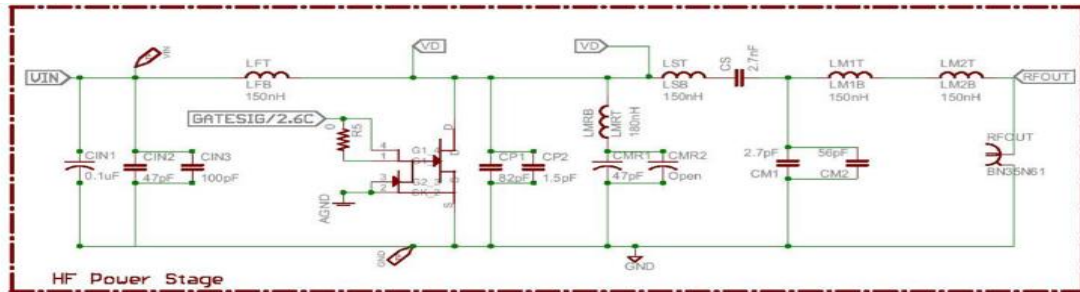 VIN
VIN
LFT
LFB
150nH
VD
VD
LST
LSB
150nH
CS
2.7nF
LM1T
LM1B
150nH
LM2T
LM2B
150nH
RFOUT
GATESIG/2.6C
0
R5
4
1
3
2
G1
G2
D
S
AGND
CIN1
0.1uF
CIN2
47pF
CIN3
100pF
CP1
82pF
CP2
1.5pF
LMRB
LMRT
180nH
CMR1
47pF
CMR2
Open
2.7pF
CM1
56pF
CM2
RFOUT
BN35N61
GND
GND
HF Power Stage